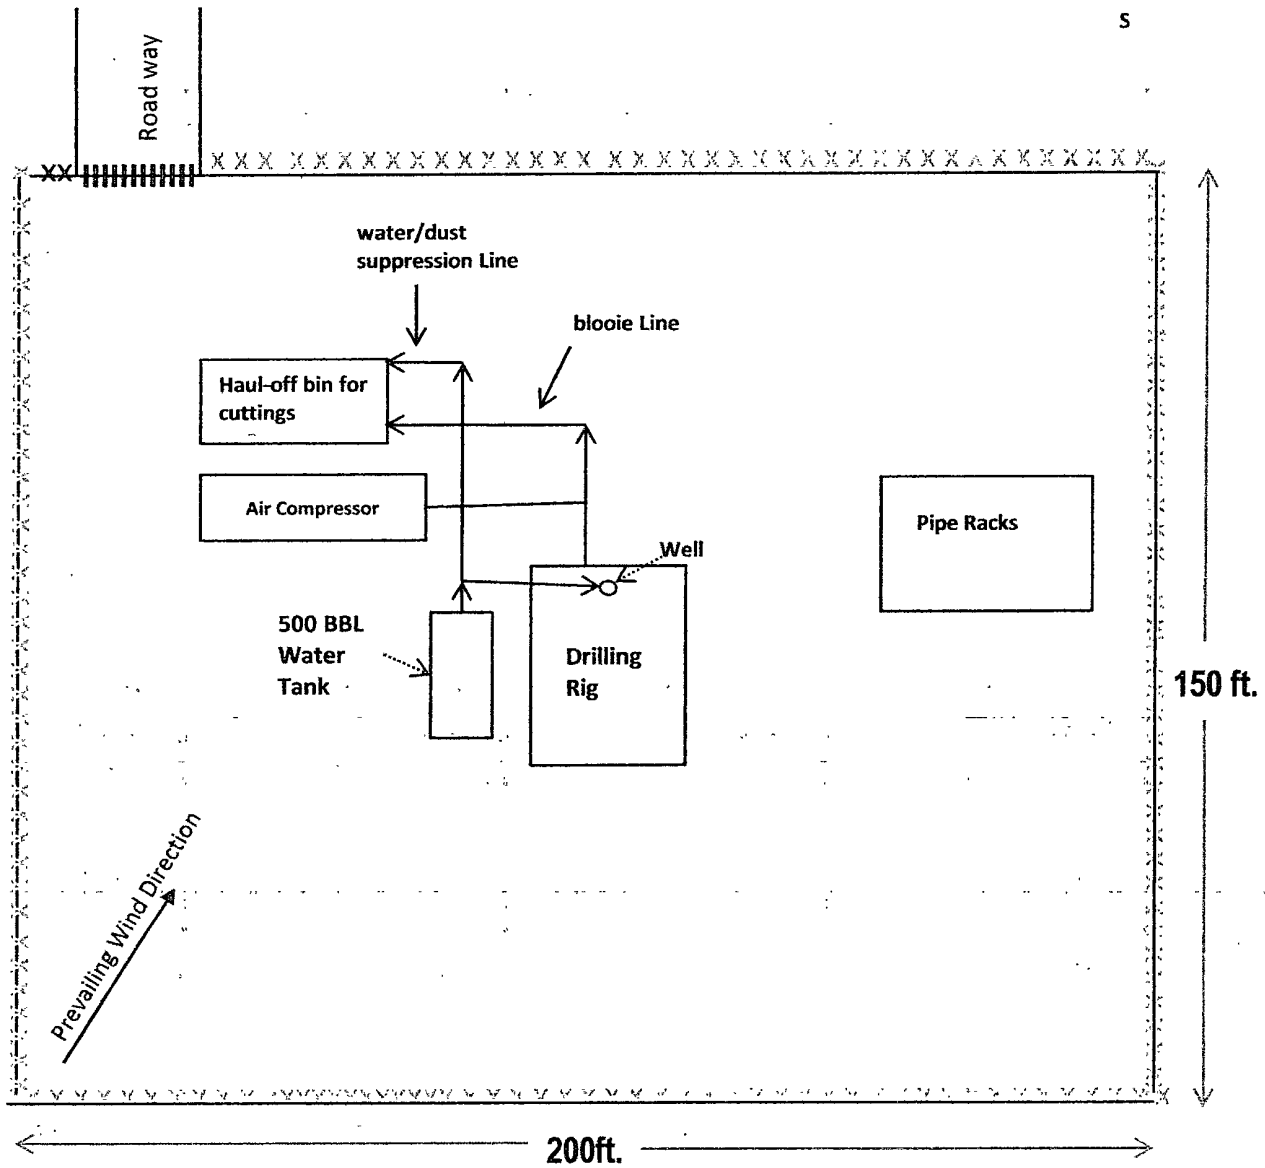 S
Road way
water/dust
suppression Line
blooie Line
Haul-off bin for
cuttings
Air Compressor
Pipe Racks
Well
500 BBL
Water
Tank
Drilling
Rig
150 ft.
Prevailing Wind Direction
200ft.